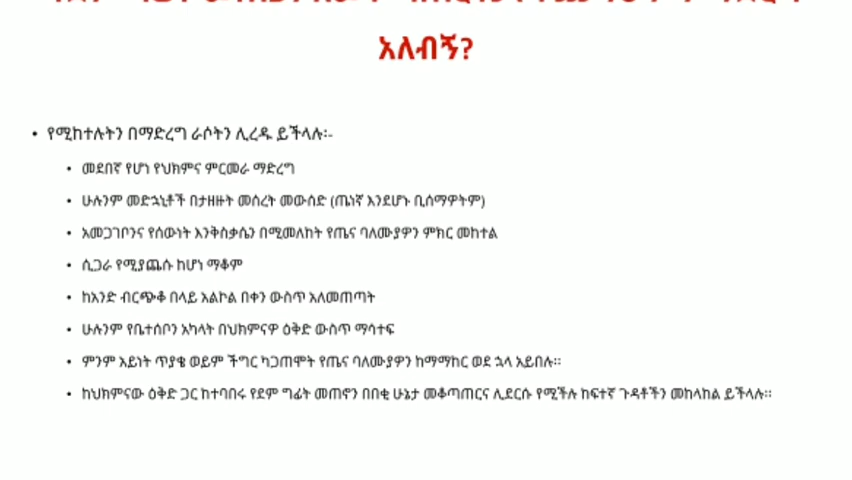 አለብኝ?
• የሚከተሉትን በማድረግ ራሶትን ሊረዱ ይችላሉ፡-
• መደበኛ የሆነ የህክምና ምርመራ ማድረግ
• ሁሉንም መድኋኒቶች በታዘዙት መሰረት መውሰድ (ጤነኛ እንደሆኑ ቢሰማዎትም)
• አመጋገቦንና የሰውነት እንቅስቃሴን በሚመለከት የጤና ባለሙያዎን ምክር መከተል
• ሲጋራ የሚያጨሱ ከሆነ ማቆም
• ከአንድ ብርጭቆ በላይ አልኮል በቀን ውስጥ አለመጠጣት
• ሁሉንም የቤተሰቦን አካላት በህክምናዎ ዕቅድ ውስጥ ማሳተፍ
• ምንም አይነት ጥያቄ ወይም ችግር ካጋጠሞት የጤና ባለሙያዎን ከማማከር ወደ ኋላ አይበሉ።
• ከህክምናው ዕቅድ ጋር ከተባበሩ የደም ግፊት መጠኖን በበቂ ሁኔታ መቆጣጠርና ሊደርሱ የሚችሉ ከፍተኛ ጉዳቶችን መከላከል ይችላሉ።